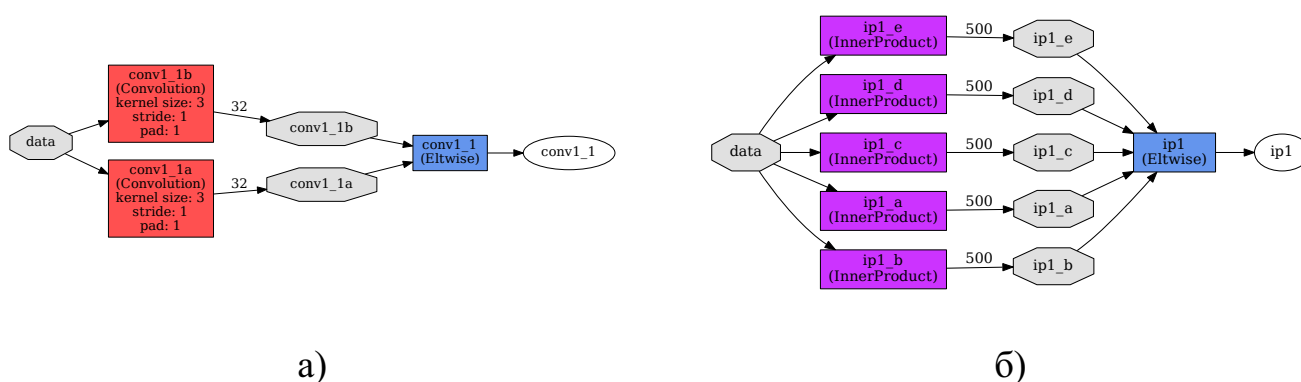 data
conv1_1b
(Convolution)
kernel size: 3
stride: 1
pad: 1
32
conv1_1b
conv1_1a
(Convolution)
kernel size: 3
stride: 1
pad: 1
32
conv1_1a
conv1_1
(Eltwise)
conv1_1
а)
data
ip1_e
(InnerProduct)
500
ip1_e
ip1_d
(InnerProduct)
500
ip1_d
ip1_c
(InnerProduct)
500
ip1_c
ip1_a
(InnerProduct)
500
ip1_a
ip1_b
(InnerProduct)
500
ip1_b
ip1
(Eltwise)
ip1
б)